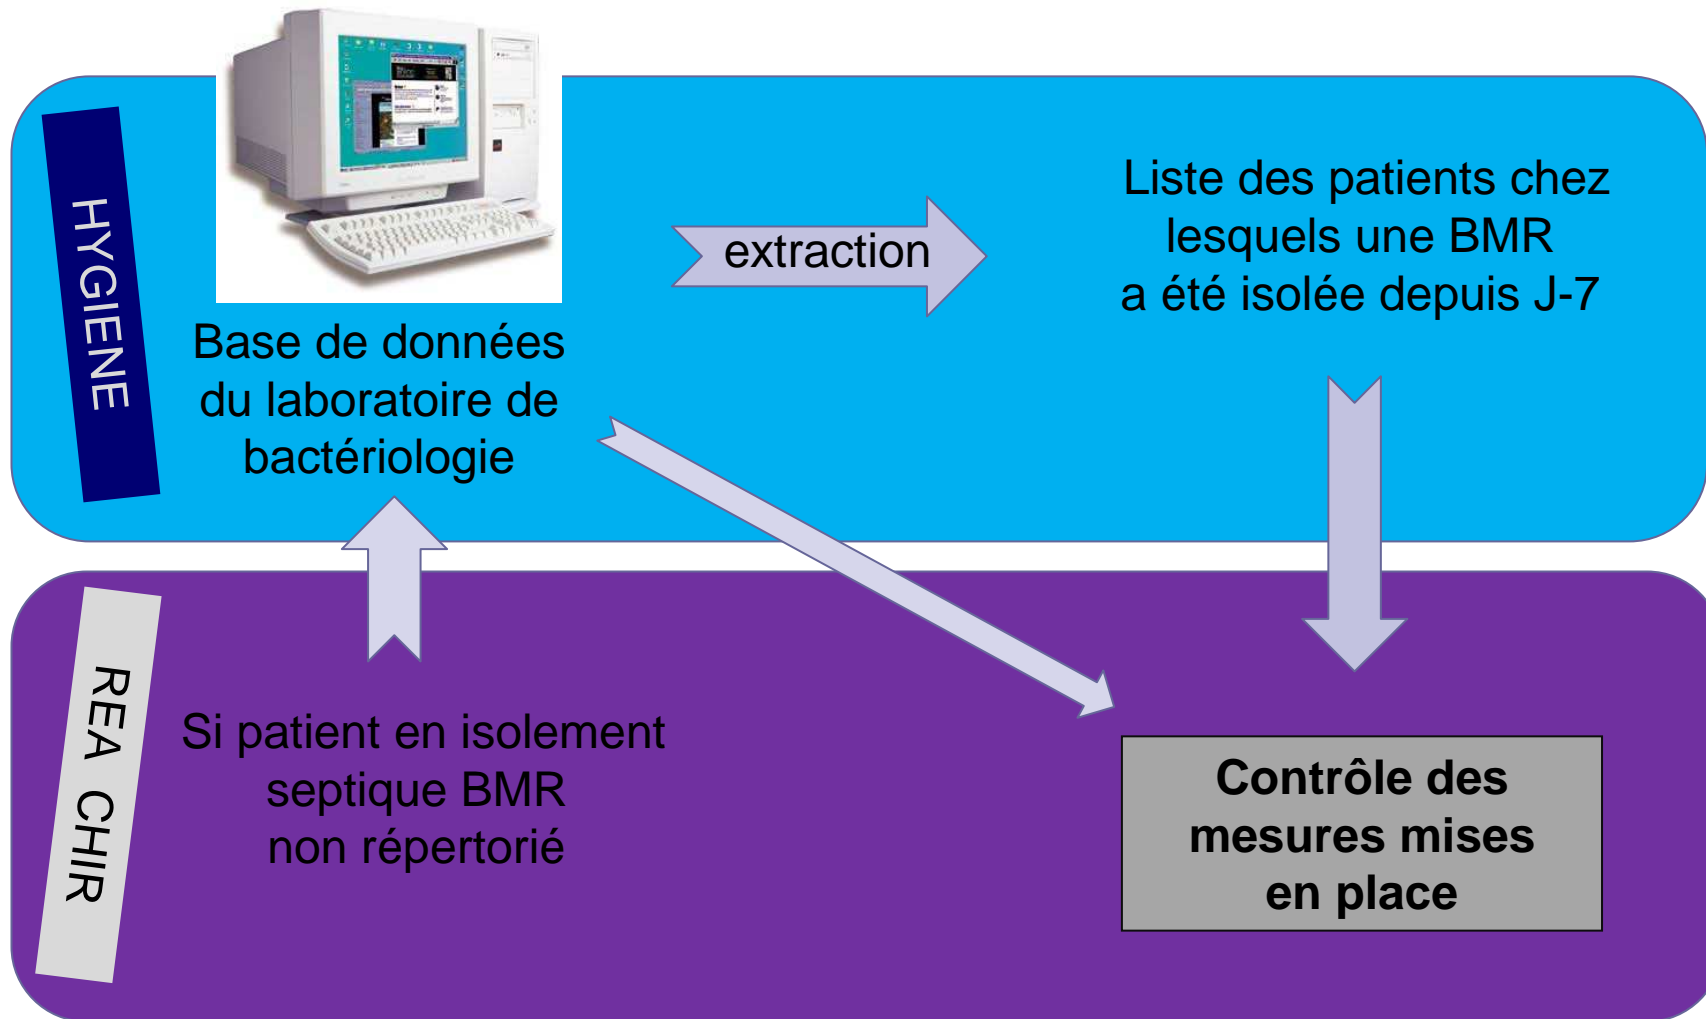 HYGIENE
Base de données
du laboratoire de
bactériologie
extraction
Liste des patients chez
lesquels une BMR
a été isolée depuis J-7
REA CHIR
Si patient en isolement
septique BMR
non répertorié
Contrôle des
mesures mises
en place